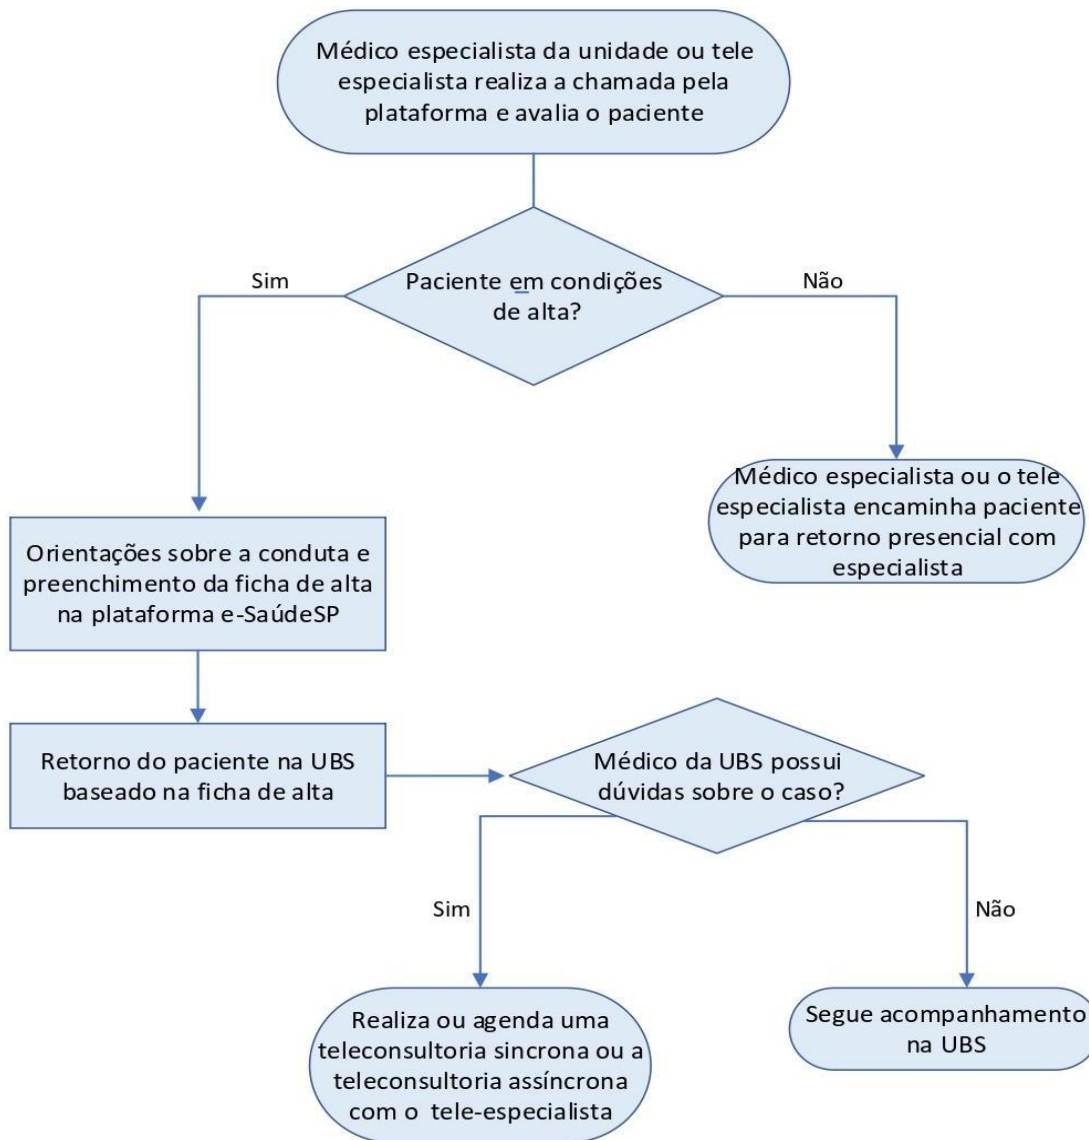 Médico especialista da unidade ou tele
especialista realiza a chamada pela
plataforma e avalia o paciente
Sim
Paciente em condições
de alta?
Não
Médico especialista ou o tele
especialista encaminha paciente
para retorno presencial com
especialista
Orientações sobre a conduta e
preenchimento da ficha de alta
na plataforma e-SaúdeSP
Retorno do paciente na UBS
baseado na ficha de alta
Médico da UBS possui
dúvidas sobre o caso?
Sim
Não
Realiza ou agenda uma
teleconsultoria sincrona ou a
teleconsultoria assíncrona
com o tele-especialista
Segue acompanhamento
na UBS